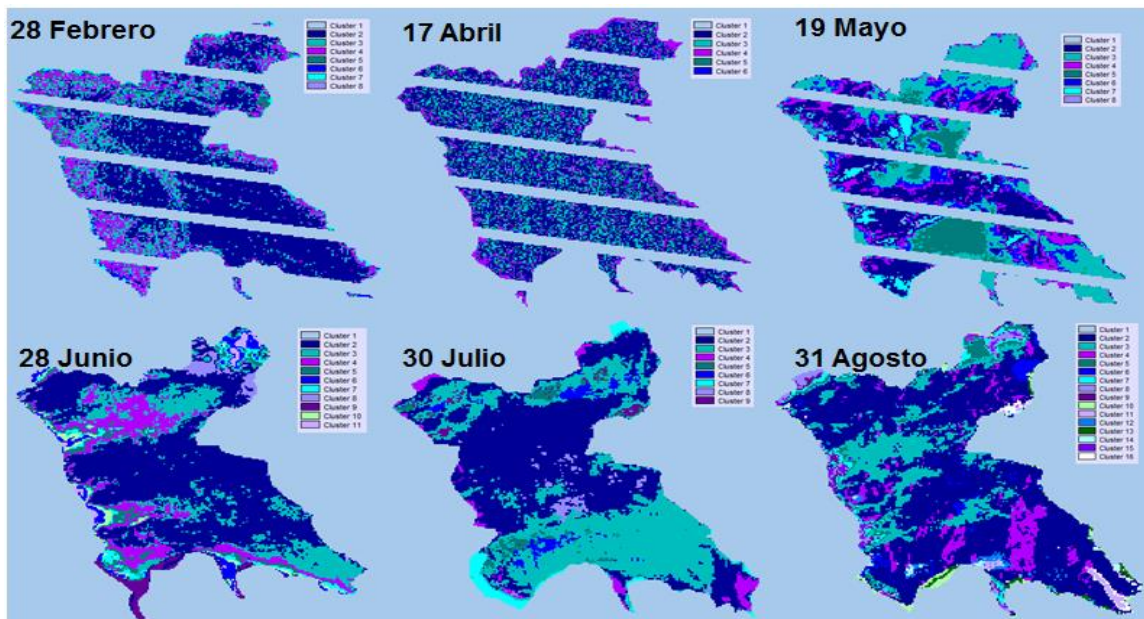 28 Febrero
Cluster 1
Cluster 2
Cluster 3
Cluster 4
Cluster 5
Cluster 6
Cluster 7
Cluster 8
17 Abril
Cluster 1
Cluster 2
Cluster 3
Cluster 4
Cluster 5
Cluster 6
19 Mayo
Cluster 1
Cluster 2
Cluster 3
Cluster 4
Cluster 5
Cluster 6
Cluster 7
Cluster 8
28 Junio
Cluster 1
Cluster 2
Cluster 3
Cluster 4
Cluster 5
Cluster 6
Cluster 7
Cluster 8
Cluster 9
Cluster 10
Cluster 11
30 Julio
Cluster 1
Cluster 2
Cluster 3
Cluster 4
Cluster 5
Cluster 6
Cluster 7
Cluster 8
Cluster 9
31 Agosto
Cluster 1
Cluster 2
Cluster 3
Cluster 4
Cluster 5
Cluster 6
Cluster 7
Cluster 8
Cluster 9
Cluster 10
Cluster 11
Cluster 12
Cluster 13
Cluster 14
Cluster 15
Cluster 16